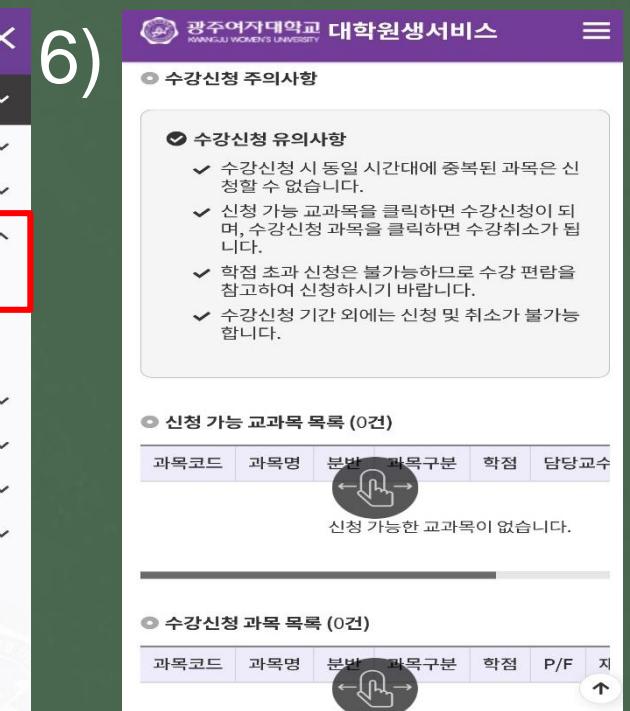 6)
광주여자대학교 대학원생서비스
KWANGJU WOMEN'S UNIVERSITY
수강신청 주의사항
수강신청 유의사항
수강신청 시 동일 시간대에 중복된 과목은 신
청할 수 없습니다.
신청 가능 교과목을 클릭하면 수강신청이 되
며, 수강신청 과목을 클릭하면 수강취소가 됩
니다.
학점 초과 신청은 불가능하므로 수강 편람을
참고하여 신청하시기 바랍니다.
수강신청 기간 외에는 신청 및 취소가 불가능
합니다.
신청 가능 교과목 목록 (0건)
과목코드 과목명 분반 과목구분 학점 담당교수
신청 가능한 교과목이 없습니다.
수강신청 과목 목록 (0건)
과목코드 과목명 분반 과목구분 학점 P/F